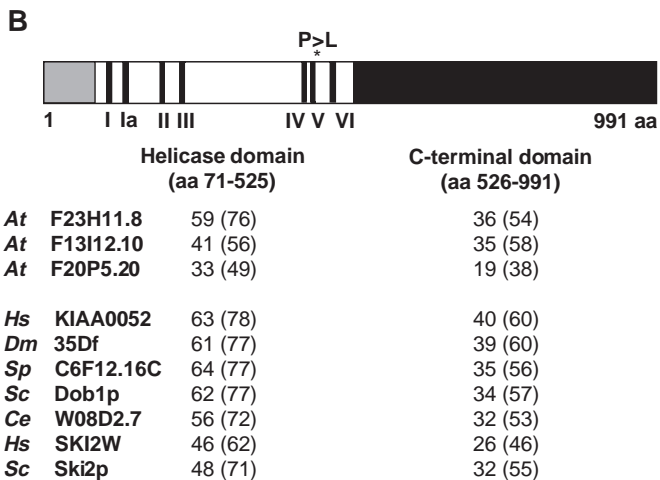 B
P>L
*
1 I Ia II III IV V VI 991 aa
Helicase domain C-terminal domain
(aa 71-525) (aa 526-991)
At F23H11.8 59 (76) 36 (54)
At F13I12.10 41 (56) 35 (58)
At F20P5.20 33 (49) 19 (38)
Hs KIAA0052 63 (78) 40 (60)
Dm 35Df 61 (77) 39 (60)
Sp C6F12.16C 64 (77) 35 (56)
Sc Dob1p 62 (77) 34 (57)
Ce W08D2.7 56 (72) 32 (53)
Hs SKI2W 46 (62) 26 (46)
Sc Ski2p 48 (71) 32 (55)